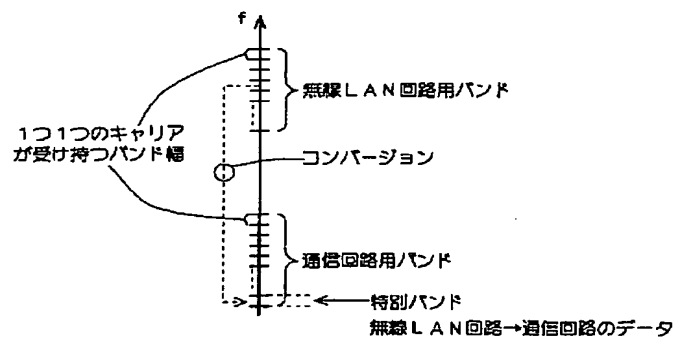 f
無線LAN回路用バンド
1つ1つのキャリア
が受け持つバンド幅
コンバージョン
通信回路用バンド
特別バンド
無線LAN回路→通信回路のデータ